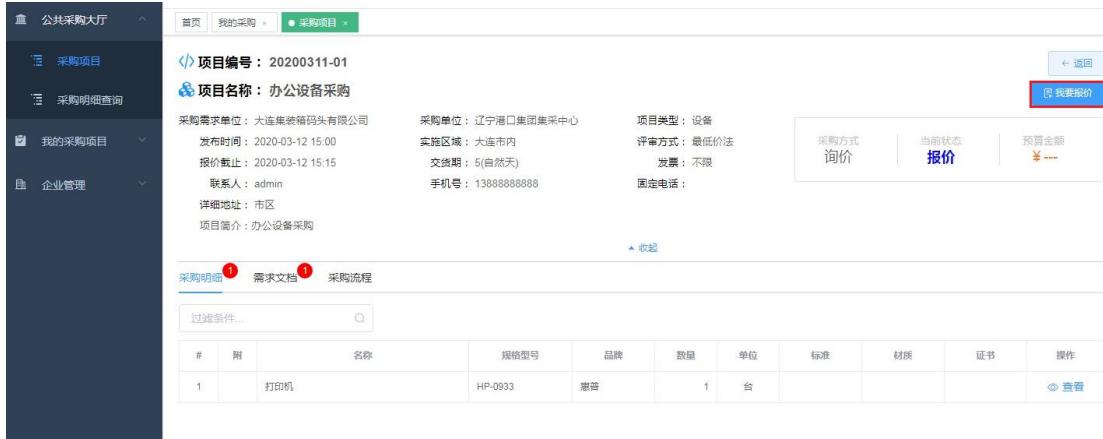 公共采购大厅
采购项目
采购明细查询
我的采购项目
企业管理
首页 我的采购 × ● 采购项目 ×
</> 项目编号： 20200311-01
← 返回
项目名称： 办公设备采购
我要报价
采购需求单位： 大连集装箱码头有限公司 采购单位： 辽宁港口集团集采中心 项目类型： 设备
发布时间： 2020-03-12 15:00 实施区域： 大连市内 评审方式： 最低价法
报价截止： 2020-03-12 15:15 交货期： 5(自然天) 发票： 不限
联系人： admin 手机号： 13888888888 固定电话：
详细地址： 市区
项目简介：办公设备采购
采购方式 当前状态 预算金额
询价 报价 ¥ ---
收起
采购明细 1 需求文档 1 采购流程
过滤条件...
# 附 名称 规格型号 品牌 数量 单位 标准 材质 证书 操作
1 打印机 HP-0933 惠普 1 台 查看